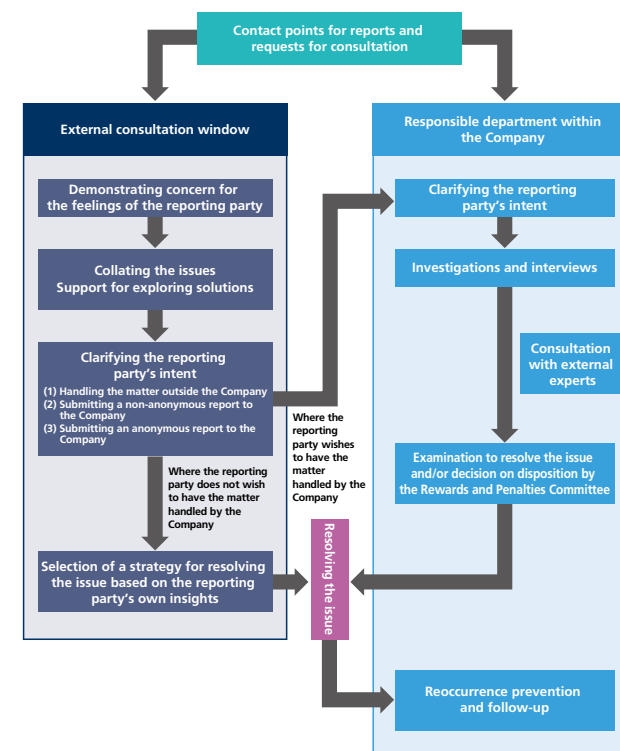 Contact points for reports and
requests for consultation
External consultation window
Demonstrating concern for
the feelings of the reporting party
Collating the issues
Support for exploring solutions
Clarifying the reporting
party's intent
(1) Handling the matter outside the Company
(2) Submitting a non-anonymous report to
the Company
(3) Submitting an anonymous report to the
Company
Where the reporting
party does not wish
to have the matter
handled by the
Company
Selection of a strategy for resolving
the issue based on the reporting
party's own insights
Where the
reporting
party wishes
to have the
matter
handled by the
Company
Resolving the issue
Responsible department within
the Company
Clarifying the reporting
party's intent
Investigations and interviews
Consultation
with external
experts
Examination to resolve the issue
and/or decision on disposition by
the Rewards and Penalties Committee
Reoccurrence prevention
and follow-up